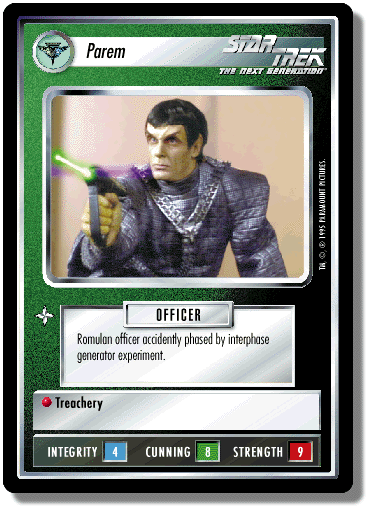 Parem
STAR TREK
THE NEXT GENERATION®
TM © ® 1995 PARAMOUNT PICTURES.
OFFICER
Romulan officer accidently phased by interphase
generator experiment.
Treachery
INTEGRITY 4 CUNNING 8 STRENGTH 9